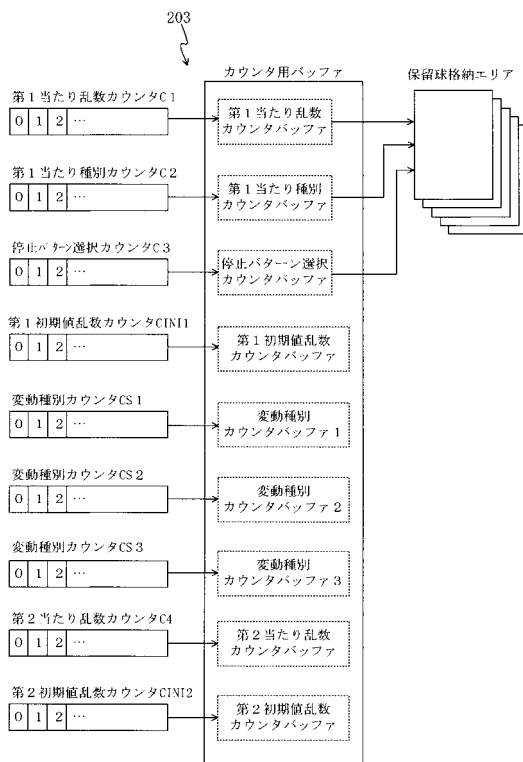 203
カウンタ用バッファ
保留球格納エリア
第1当たり乱数カウンタC1
0 1 2 …
第1当たり乱数
カウンタバッファ
第1当たり種別カウンタC2
0 1 2 …
第1当たり種別
カウンタバッファ
停止パターン選択カウンタC3
0 1 2 …
停止パターン選択
カウンタバッファ
第1初期値乱数カウンタCINI1
0 1 2 …
第1初期値乱数
カウンタバッファ
変動種別カウンタCS1
0 1 2 …
変動種別
カウンタバッファ1
変動種別カウンタCS2
0 1 2 …
変動種別
カウンタバッファ2
変動種別カウンタCS3
0 1 2 …
変動種別
カウンタバッファ3
第2当たり乱数カウンタC4
0 1 2 …
第2当たり乱数
カウンタバッファ
第2初期値乱数カウンタCINI2
0 1 2 …
第2初期値乱数
カウンタバッファ